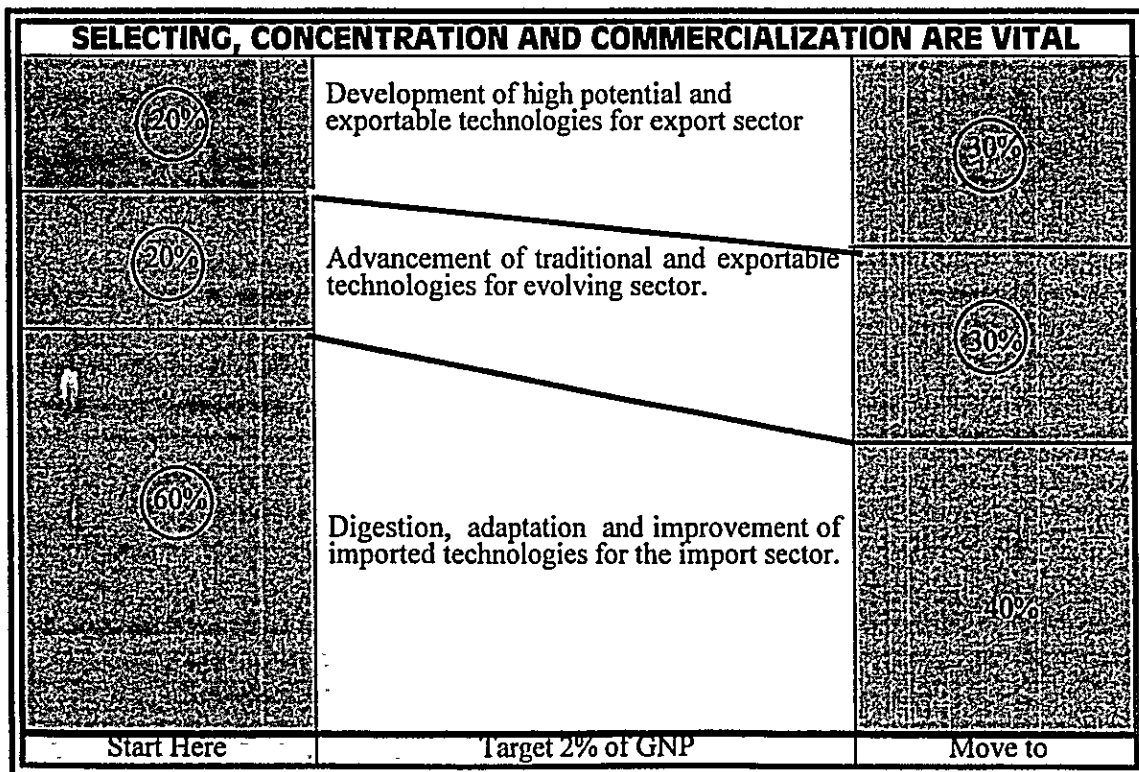 SELECTING, CONCENTRATION AND COMMERCIALIZATION ARE VITAL
20%
Development of high potential and
exportable technologies for export sector
30%
20%
Advancement of traditional and exportable
technologies for evolving sector.
30%
60%
Digestion, adaptation and improvement of
imported technologies for the import sector.
40%
Start Here
Target 2% of GNP
Move to